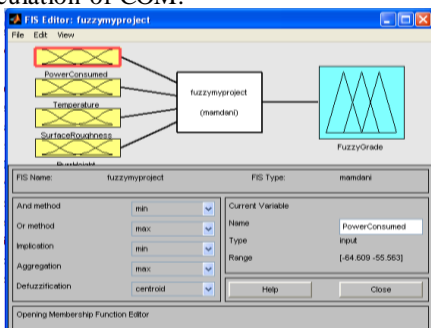 culation of COM.
FIS Editor: fuzzymyproject
File Edit View
PowerConsumed
Temperature
SurfaceRoughness
BurrHeight
fuzzymyproject
(mamdani)
FuzzyGrade
FIS Name: fuzzymyproject FIS Type: mamdani
And method min
Or method max
Implication min
Aggregation max
Defuzzification centroid
Current Variable
Name PowerConsumed
Type input
Range [-64.609 -55.563]
Help Close
Opening Membership Function Editor